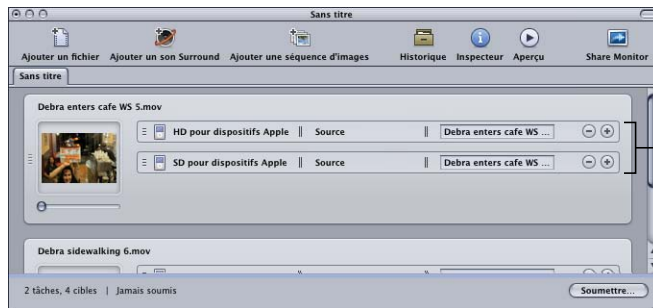 Sans titre
Ajouter un fichier Ajouter un son Surround Ajouter une séquence d'images Historique Inspecteur Aperçu Share Monitor
Sans titre
Debra enters cafe WS 5.mov
HD pour dispositifs Apple Source Debra enters cafe WS ...
SD pour dispositifs Apple Source Debra enters cafe WS ...
Debra sidewalking 6.mov
2 tâches, 4 cibles | Jamais soumis Soumettre...